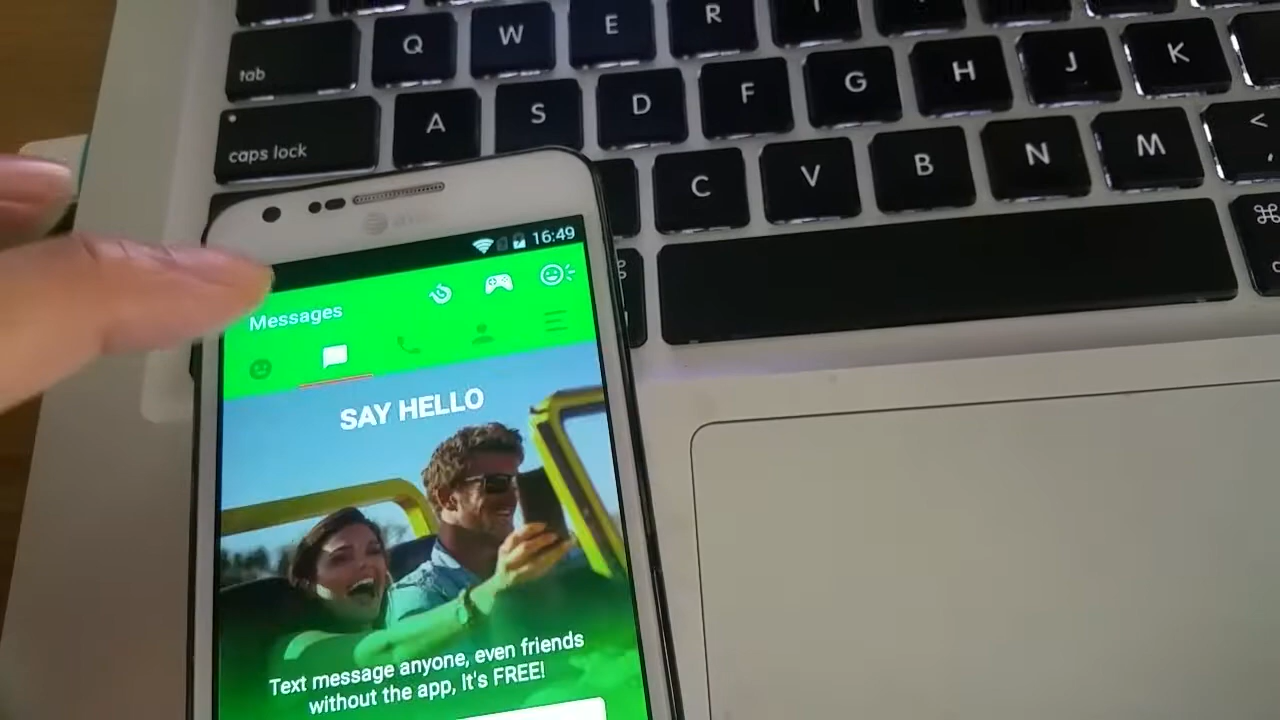 Q W E R
tab
A S D F G H J K
caps lock
C V B N M <
,
⌘
16:49
Messages
SAY HELLO
Text message anyone, even friends
without the app, It's FREE!